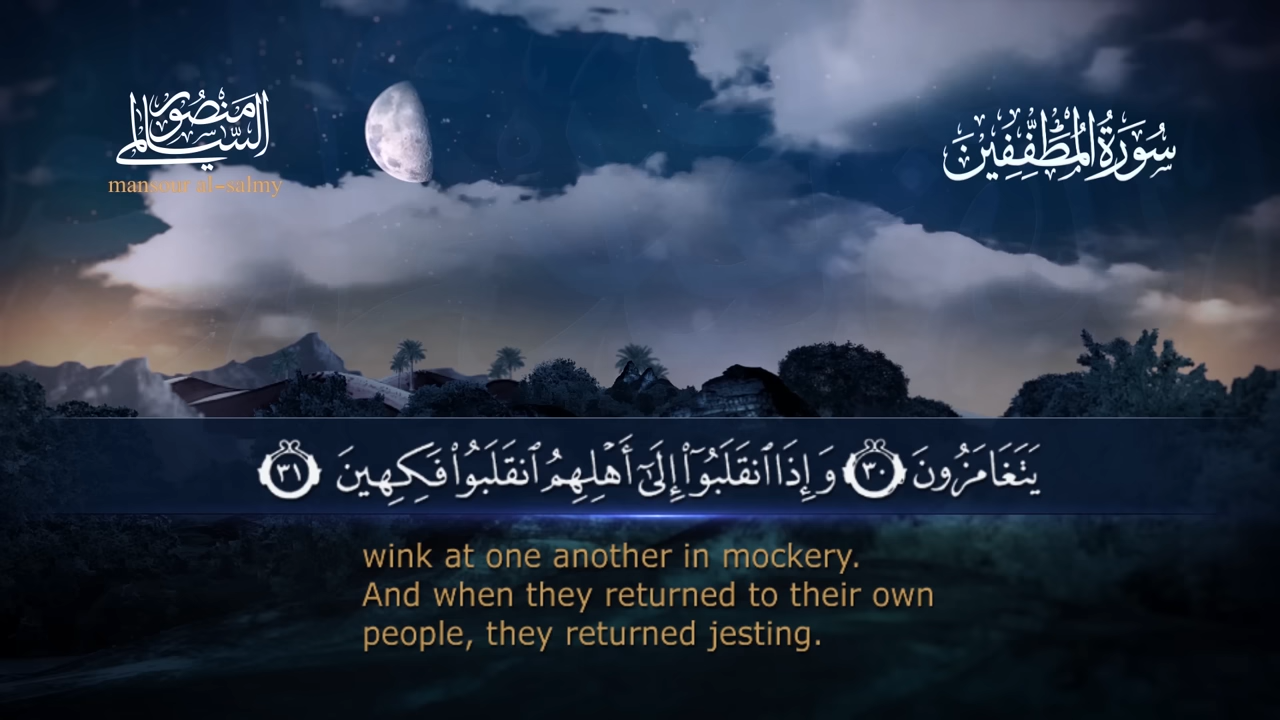 منصور السالمي
mansour al-salmy
سُورَةُ المُطَفِّفِينَ
يَتَغَامَزُونَ ٣٠ وَإِذَا ٱنقَلَبُوٓا۟ إِلَىٰٓ أَهْلِهِمُ ٱنقَلَبُوا۟ فَكِهِينَ ٣١
wink at one another in mockery.
And when they returned to their own
people, they returned jesting.